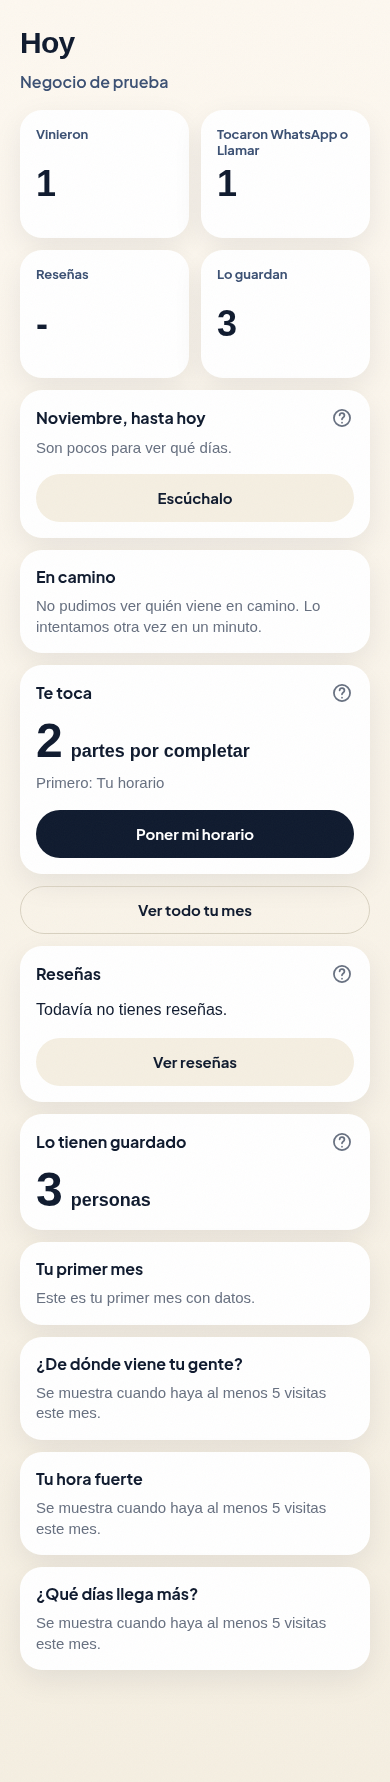 Hoy
Negocio de prueba
Vinieron
1
Tocaron WhatsApp o
Llamar
1
Reseñas
-
Lo guardan
3
Noviembre, hasta hoy
Son pocos para ver qué días.
Escúchalo
En camino
No pudimos ver quién viene en camino. Lo
intentamos otra vez en un minuto.
Te toca
2 partes por completar
Primero: Tu horario
Poner mi horario
Ver todo tu mes
Reseñas
Todavía no tienes reseñas.
Ver reseñas
Lo tienen guardado
3 personas
Tu primer mes
Este es tu primer mes con datos.
¿De dónde viene tu gente?
Se muestra cuando haya al menos 5 visitas
este mes.
Tu hora fuerte
Se muestra cuando haya al menos 5 visitas
este mes.
¿Qué días llega más?
Se muestra cuando haya al menos 5 visitas
este mes.